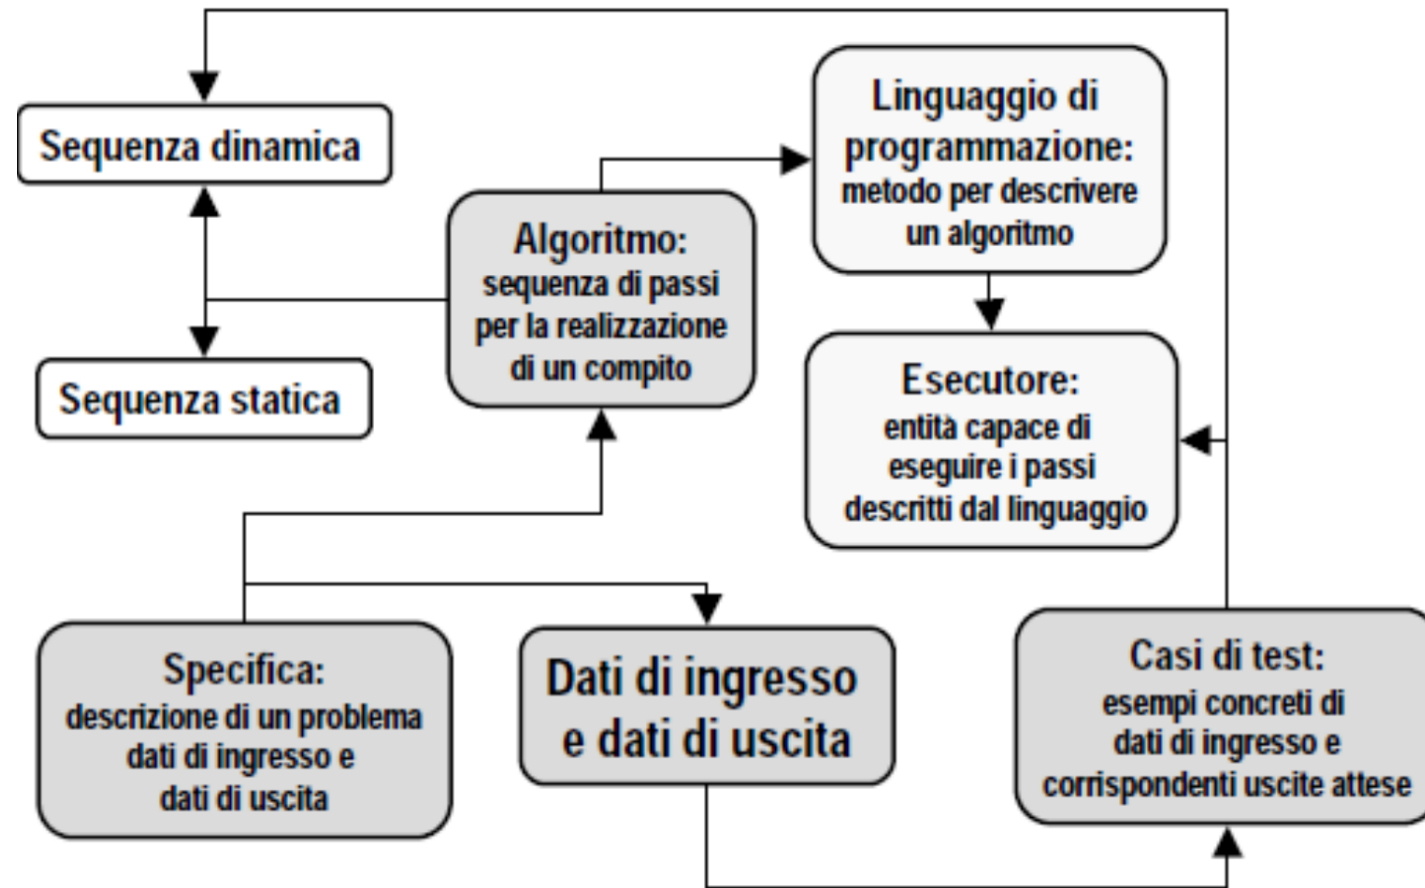 Sequenza dinamica
Linguaggio di
programmazione:
metodo per descrivere
un algoritmo
Algoritmo:
sequenza di passi
per la realizzazione
di un compito
Sequenza statica
Esecutore:
entità capace di
eseguire i passi
descritti dal linguaggio
Specifica:
descrizione di un problema
dati di ingresso e
dati di uscita
Dati di ingresso
e dati di uscita
Casi di test:
esempi concreti di
dati di ingresso e
corrispondenti uscite attese